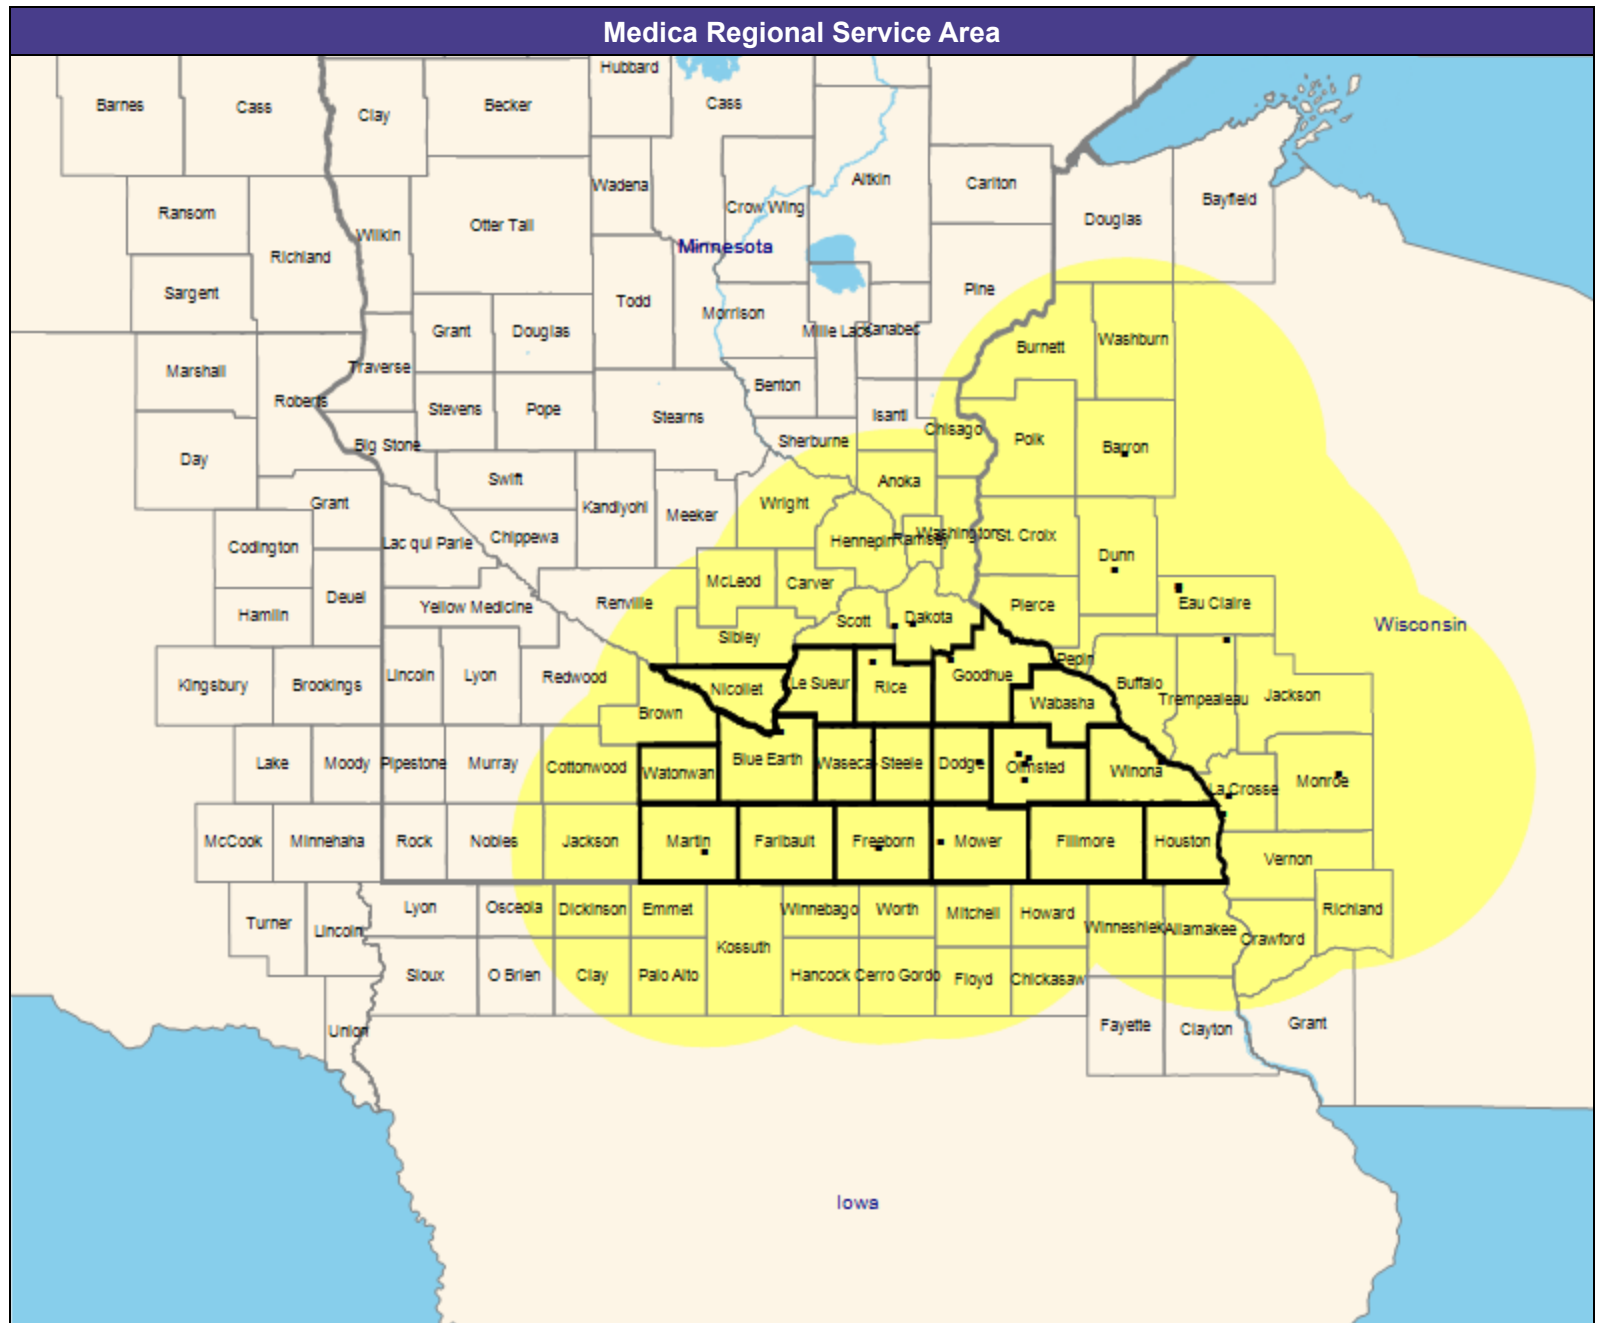 Medica Regional Service Area
Hubbard
Barnes
Cass
Clay
Becker
Cass
Wadena
Crow Wing
Aitkin
Carlton
Bayfield
Ransom
Wilkin
Otter Tail
Douglas
Minnesota
Richland
Sargent
Todd
Morrison
Pine
Grant
Douglas
Mille Lacs
Kanabec
Burnett
Washburn
Marshall
Traverse
Roberts
Stevens
Pope
Stearns
Benton
Isanti
Chisago
Polk
Barron
Day
Big Stone
Sherburne
Swift
Anoka
Grant
Kandiyohi
Meeker
Wright
Codington
Lac qui Parle
Chippewa
Hennepin
Ramsey
Washington
St. Croix
Dunn
Deuel
Hamlin
Yellow Medicine
Renville
McLeod
Carver
Scott
Dakota
Pierce
Eau Claire
Wisconsin
Sibley
Kingsbury
Brookings
Lincoln
Lyon
Redwood
Nicollet
Le Sueur
Rice
Goodhue
Pepin
Buffalo
Trempealeau
Jackson
Brown
Wabasha
Lake
Moody
Pipestone
Murray
Cottonwood
Watonwan
Blue Earth
Waseca
Steele
Dodge
Olmsted
Winona
La Crosse
Monroe
McCook
Minnehaha
Rock
Nobles
Jackson
Martin
Faribault
Freeborn
Mower
Fillmore
Houston
Vernon
Turner
Lincoln
Lyon
Osceola
Dickinson
Emmet
Kossuth
Winnebago
Worth
Mitchell
Howard
Winneshiek
Allamakee
Crawford
Richland
Sioux
O Brien
Clay
Palo Alto
Hancock
Cerro Gordo
Floyd
Chickasaw
Union
Fayette
Clayton
Grant
Iowa